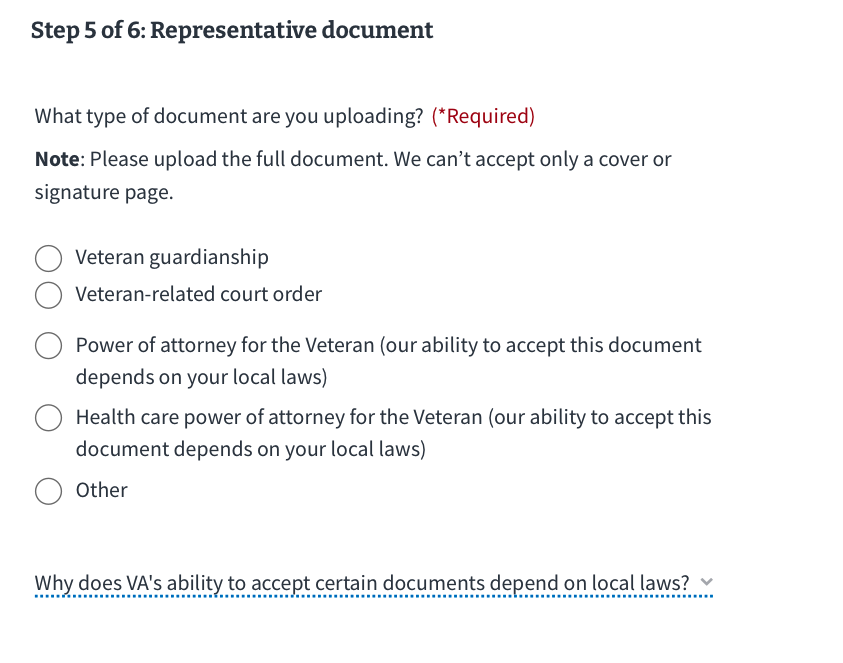 Step 5 of 6: Representative document
What type of document are you uploading? (*Required)
Note: Please upload the full document. We can’t accept only a cover or
signature page.
Veteran guardianship
Veteran-related court order
Power of attorney for the Veteran (our ability to accept this document
depends on your local laws)
Health care power of attorney for the Veteran (our ability to accept this
document depends on your local laws)
Other
Why does VA's ability to accept certain documents depend on local laws?